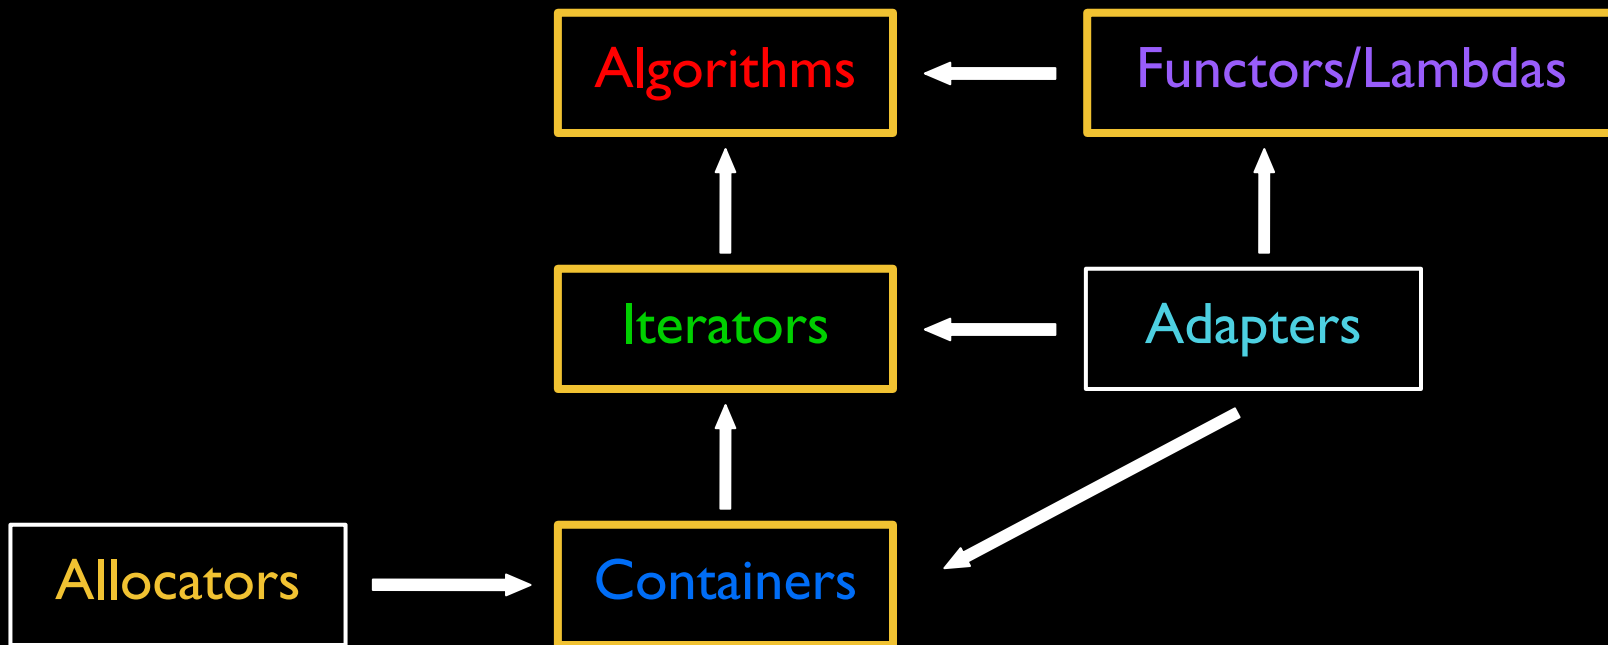 Algorithms
Functors/Lambdas
Iterators
Adapters
Allocators
Containers